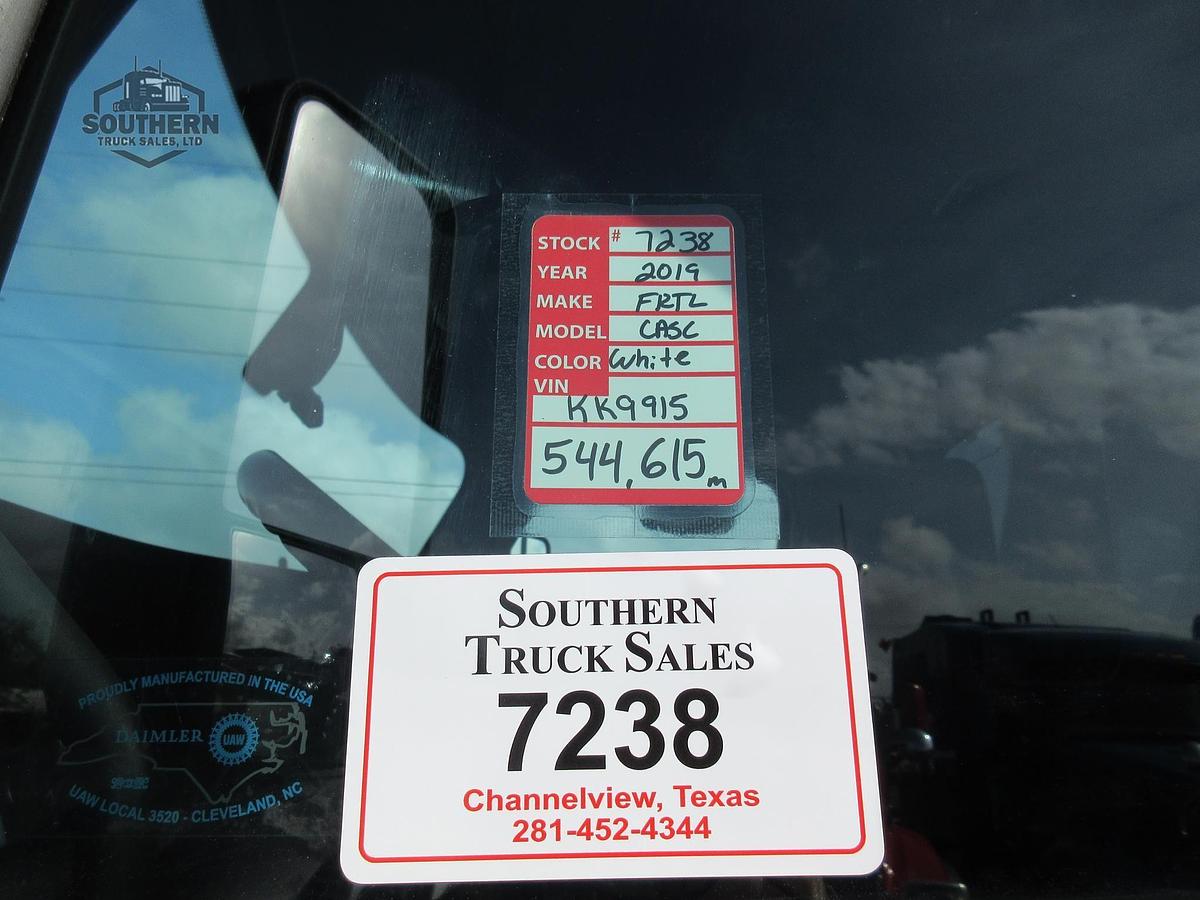 SOUTHERN
TRUCK SALES, LTD
STOCK # 7238
YEAR 2019
MAKE FRTL
MODEL CASC
COLOR White
VIN
KK9915
544,615m
SOUTHERN
TRUCK SALES
7238
Channelview, Texas
281-452-4344
PROUDLY MANUFACTURED IN THE USA
DAIMLER UAW
UAW LOCAL 3520 - CLEVELAND, NC